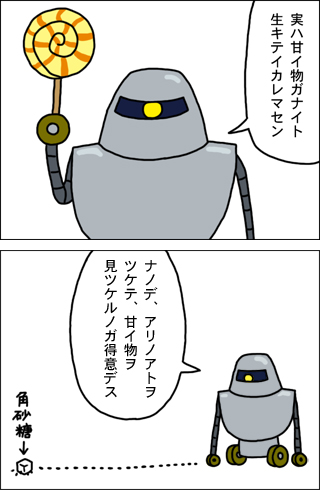 実ハ甘イ物ガナイト
生キテイカレマセン
ナノデ、アリノアトヲ
ツケテ、甘イ物ヲ
見ツケルノガ得意デス
角砂糖→